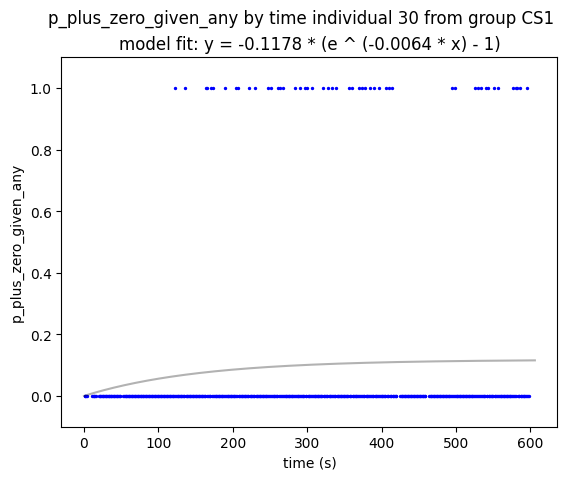 p_plus_zero_given_any by time individual 30 from group CS1
model fit: y = -0.1178 * (e ^ (-0.0064 * x) - 1)
1.0
0.8
0.6
0.4
0.2
0.0
p_plus_zero_given_any
0 100 200 300 400 500 600
time (s)